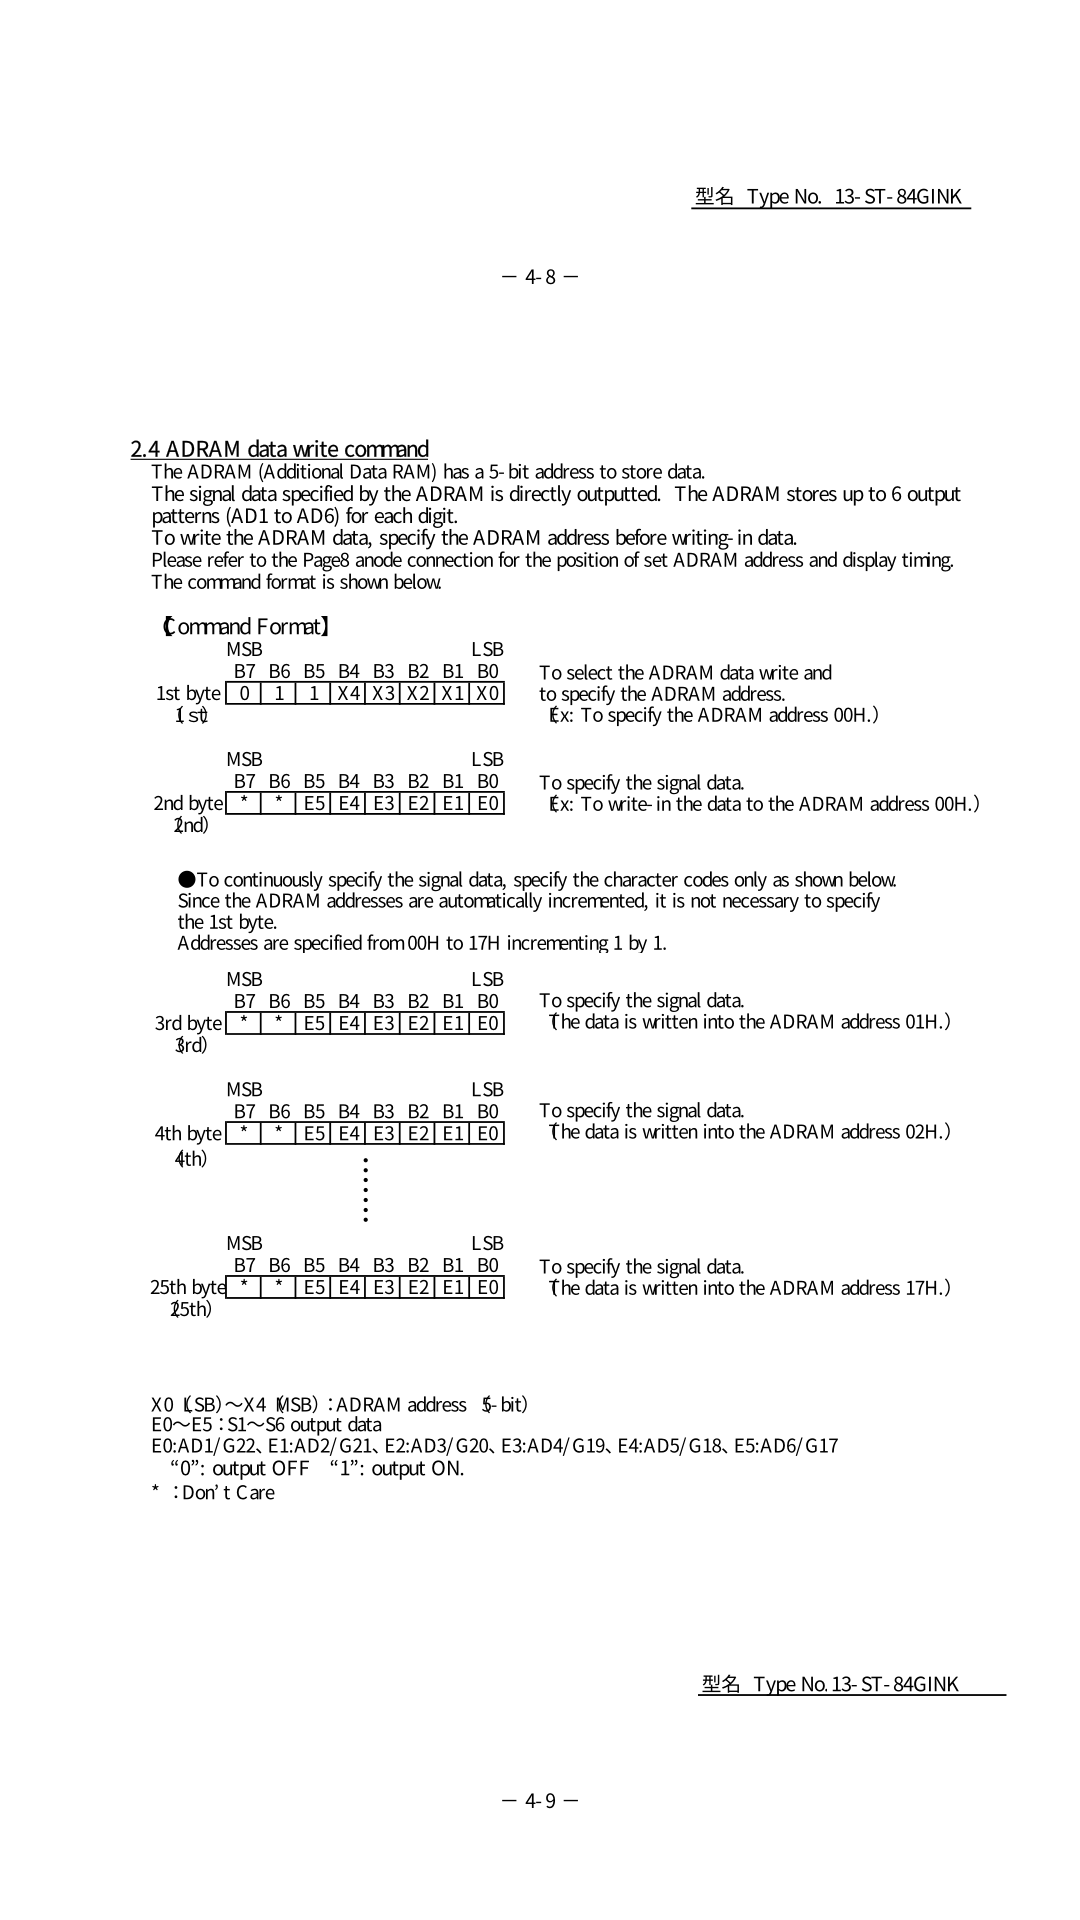 型名 Type No. 13-ST-84GINK
― 4-8 ―
2.4 ADRAM data write command
The ADRAM (Additional Data RAM) has a 5-bit address to store data.
The signal data specified by the ADRAM is directly outputted. The ADRAM stores up to 6 output
patterns (AD1 to AD6) for each digit.
To write the ADRAM data, specify the ADRAM address before writing-in data.
Please refer to the Page8 anode connection for the position of set ADRAM address and display timing.
The command format is shown below.
【Command Format】
MSB LSB
B7 B6 B5 B4 B3 B2 B1 B0 To select the ADRAM data write and
1st byte 0 1 1 X4 X3 X2 X1 X0 to specify the ADRAM address.
(1st) (Ex: To specify the ADRAM address 00H.)
MSB LSB
B7 B6 B5 B4 B3 B2 B1 B0 To specify the signal data.
2nd byte * * E5 E4 E3 E2 E1 E0 (Ex: To write-in the data to the ADRAM address 00H.)
(2nd)
●To continuously specify the signal data, specify the character codes only as shown below.
Since the ADRAM addresses are automatically incremented, it is not necessary to specify
the 1st byte.
Addresses are specified from 00H to 17H incrementing 1 by 1.
MSB LSB
B7 B6 B5 B4 B3 B2 B1 B0 To specify the signal data.
3rd byte * * E5 E4 E3 E2 E1 E0 (The data is written into the ADRAM address 01H.)
(3rd)
MSB LSB
B7 B6 B5 B4 B3 B2 B1 B0 To specify the signal data.
4th byte * * E5 E4 E3 E2 E1 E0 (The data is written into the ADRAM address 02H.)
(4th)
MSB LSB
B7 B6 B5 B4 B3 B2 B1 B0 To specify the signal data.
25th byte * * E5 E4 E3 E2 E1 E0 (The data is written into the ADRAM address 17H.)
(25th)
X0 (LSB)～X4 (MSB)：ADRAM address (5-bit)
E0～E5：S1～S6 output data
E0:AD1/G22、E1:AD2/G21、E2:AD3/G20、E3:AD4/G19、E4:AD5/G18、E5:AD6/G17
“0”: output OFF “1”: output ON.
* ：Don’t Care
型名 Type No.13-ST-84GINK
― 4-9 ―